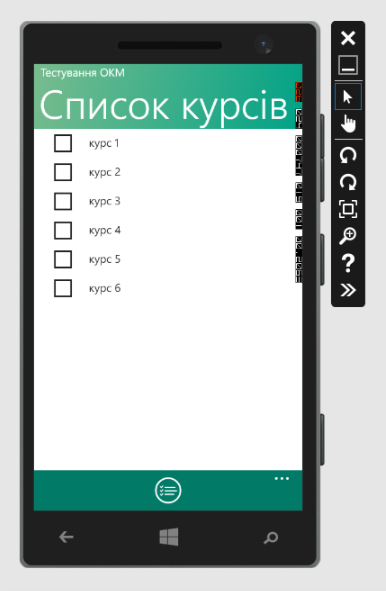 Тестування ОКМ
Список курсів
курс 1
курс 2
курс 3
курс 4
курс 5
курс 6